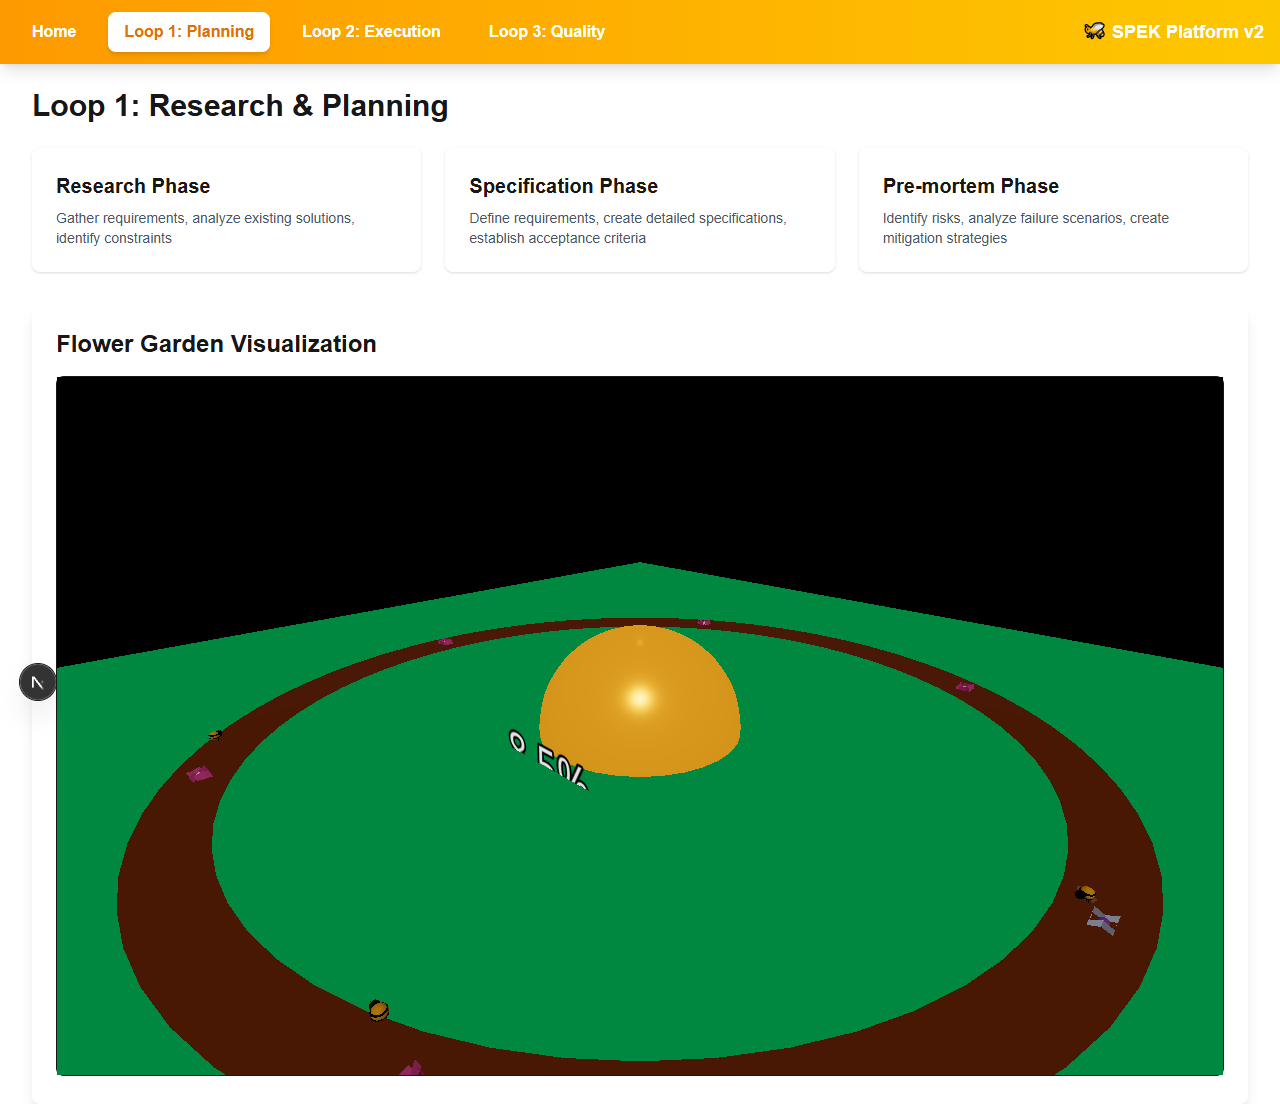 Home
Loop 1: Planning
Loop 2: Execution
Loop 3: Quality
SPEK Platform v2
Loop 1: Research & Planning
Research Phase
Gather requirements, analyze existing solutions,
identify constraints
Specification Phase
Define requirements, create detailed specifications,
establish acceptance criteria
Pre-mortem Phase
Identify risks, analyze failure scenarios, create
mitigation strategies
Flower Garden Visualization